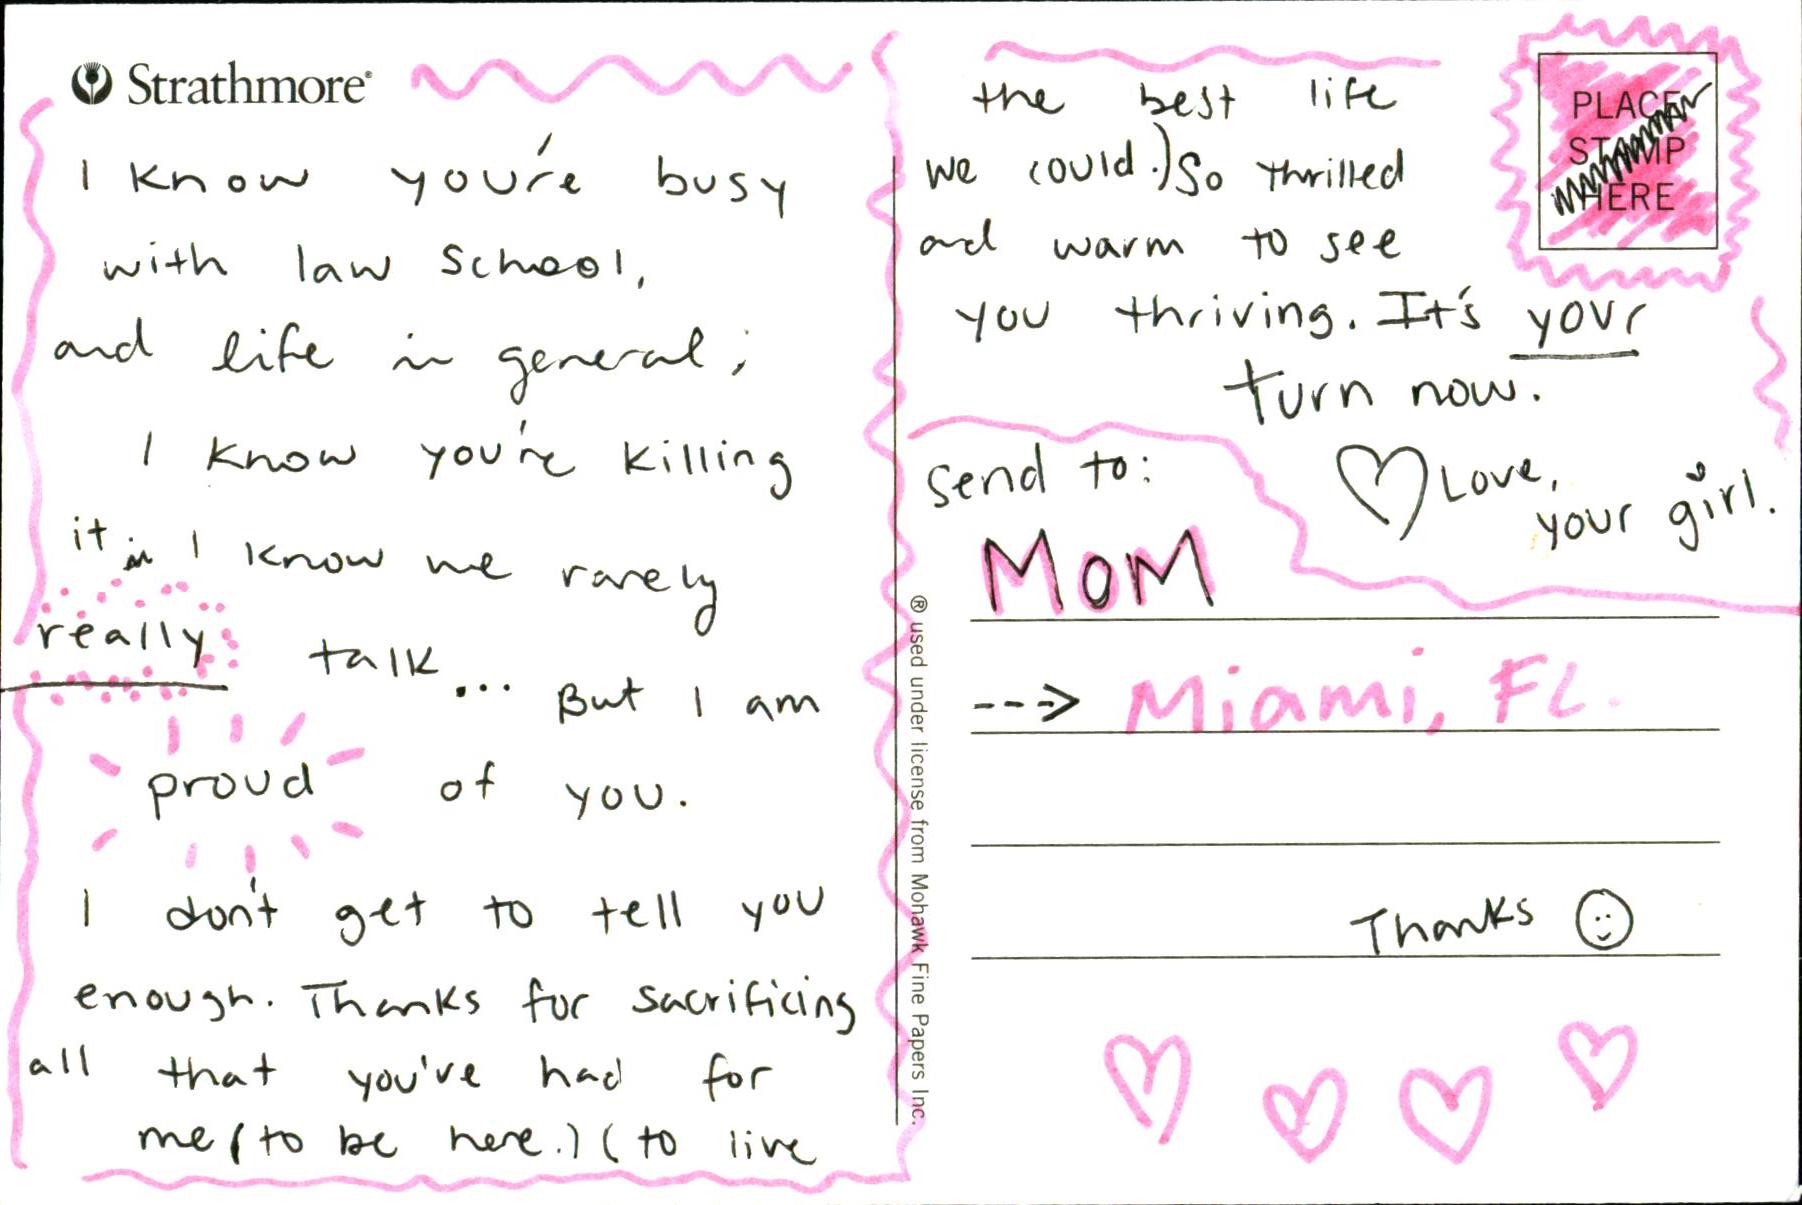 Strathmore®
I know you're busy
with law school,
and life in general;
I know you're killing
it in I know we rarely
really talk... But I am
proud of you.
I don't get to tell you
enough. Thanks for sacrificing
all that you've had for
me (to be here.) (to live
the best life
we could.) So thrilled
and warm to see
you thriving. It's your
turn now.
Love,
your girl.
PLACE
STAMP
HERE
send to:
MOM
---> Miami, FL.
Thanks
® used under license from Mohawk Fine Papers Inc.